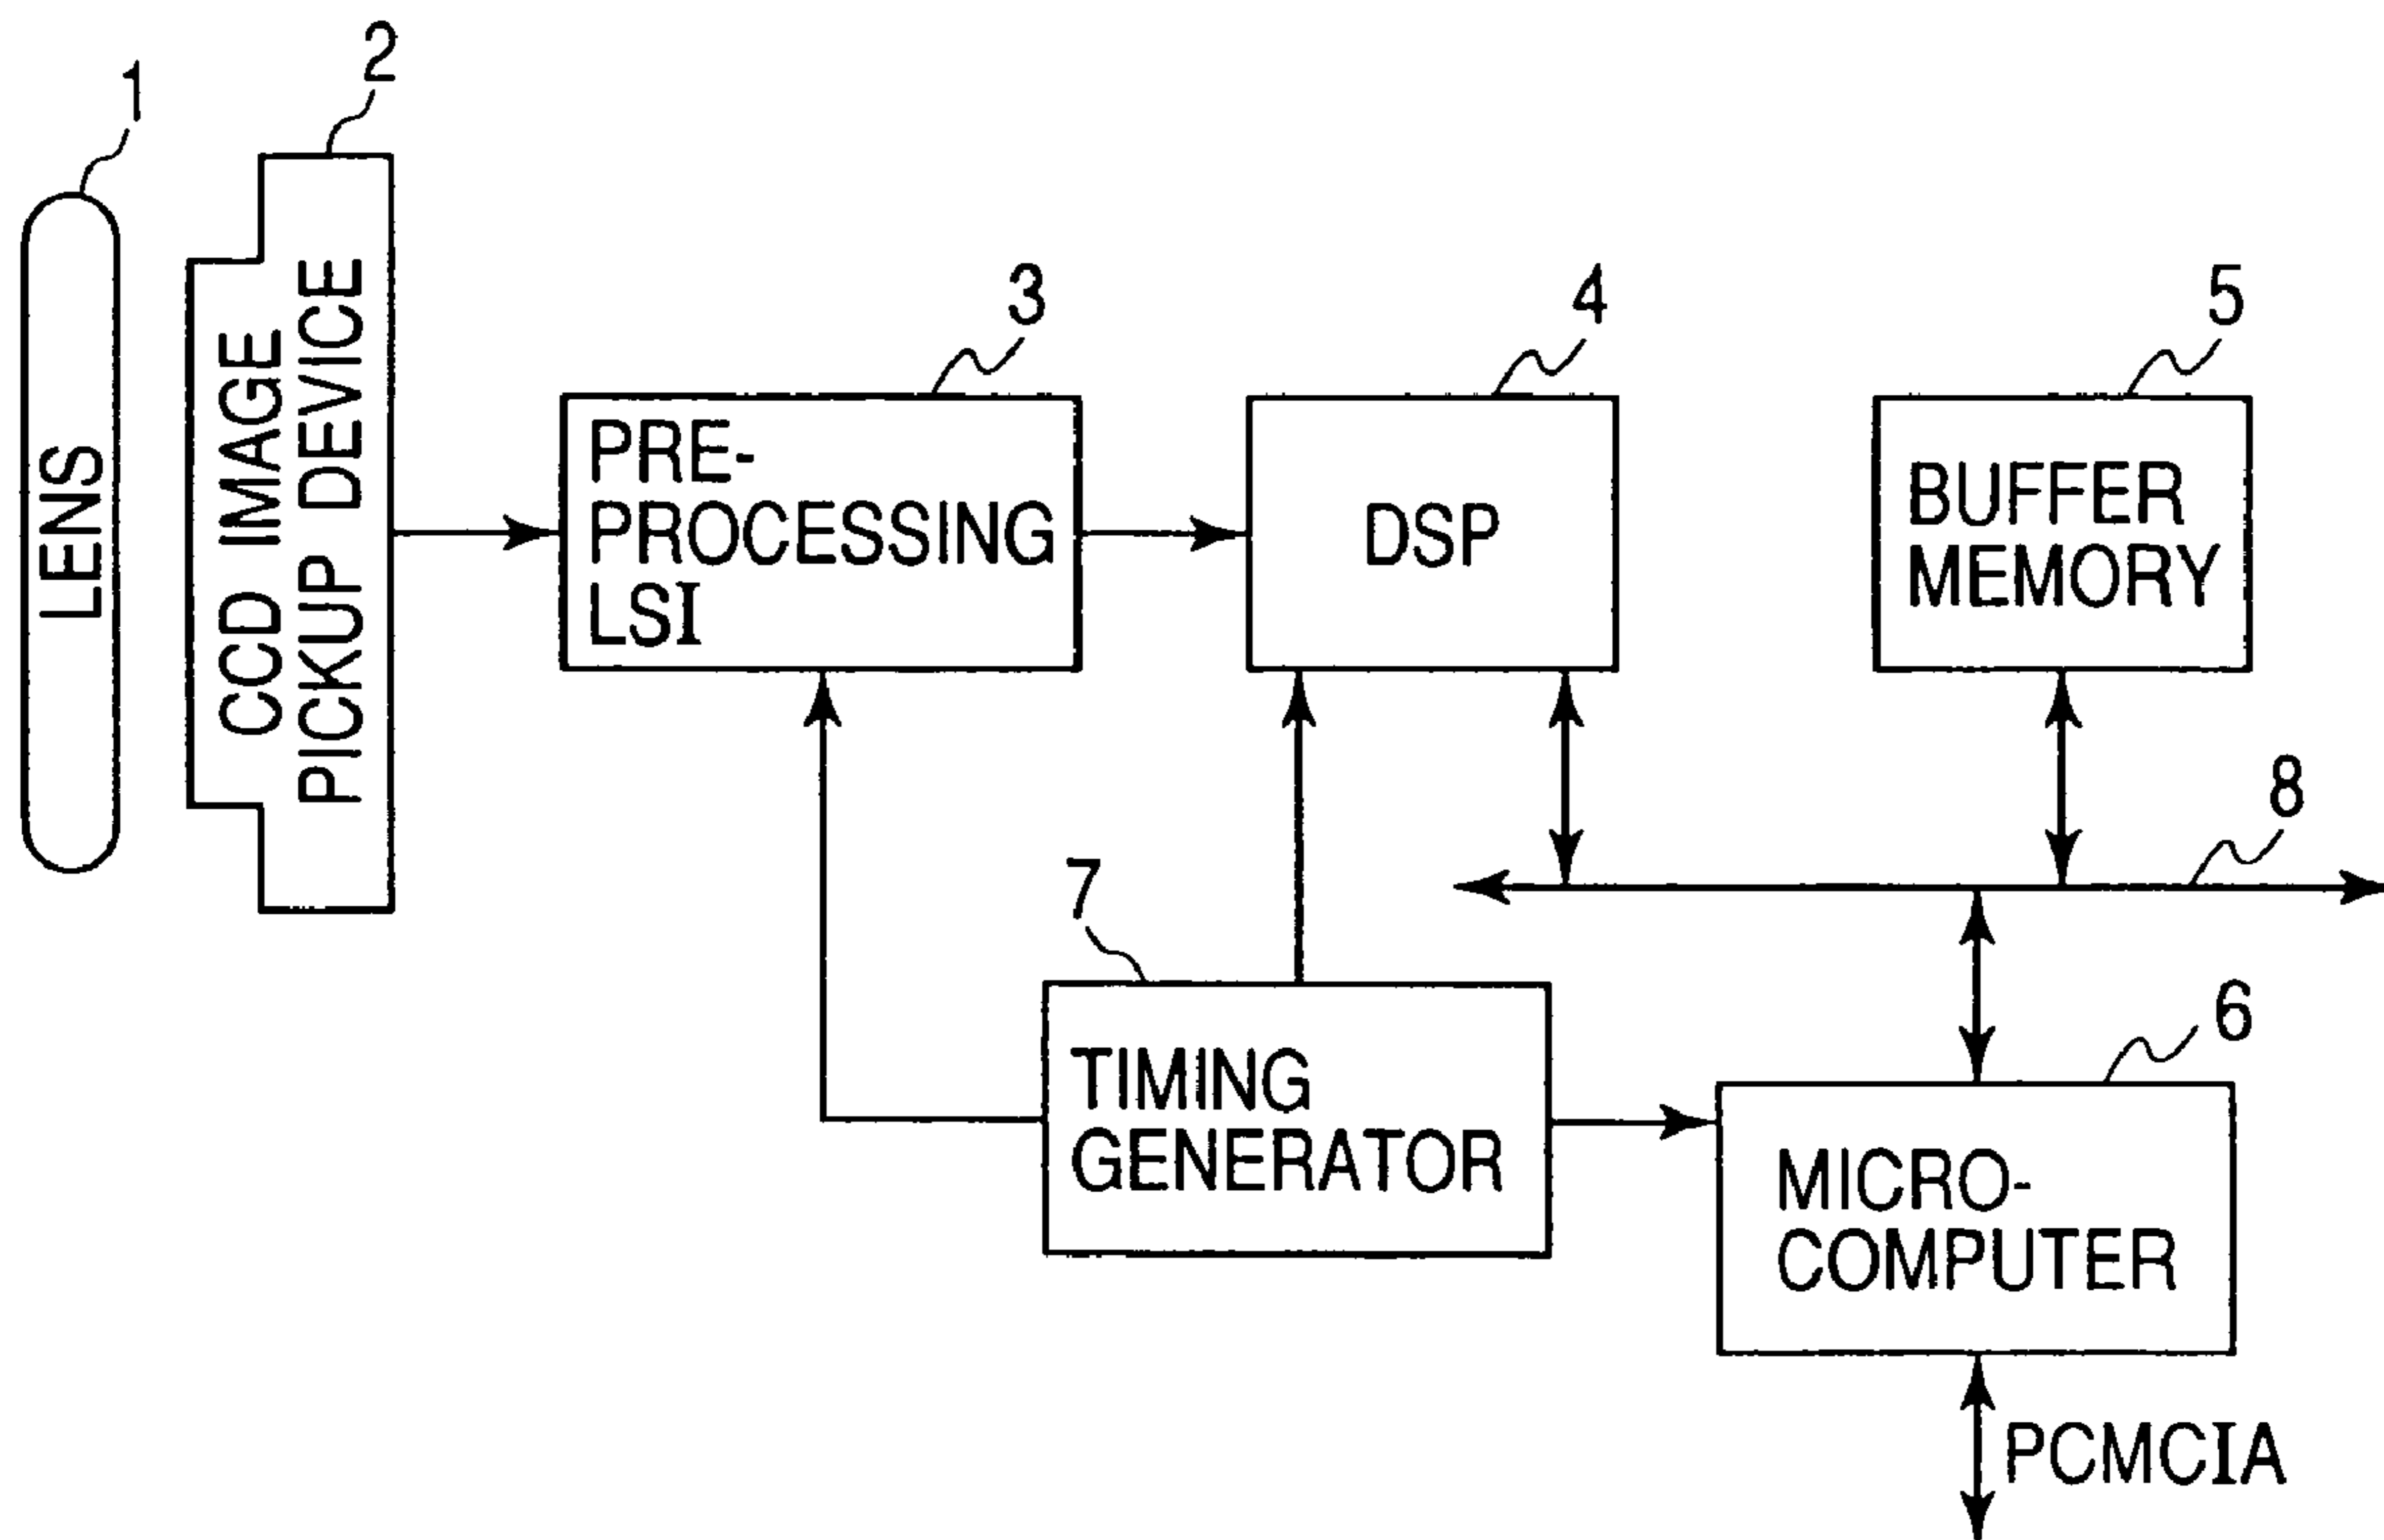 1
2
LENS
CCD IMAGE
PICKUP DEVICE
3
PRE-
PROCESSING
LSI
4
DSP
5
BUFFER
MEMORY
8
7
TIMING
GENERATOR
6
MICRO-
COMPUTER
PCMCIA